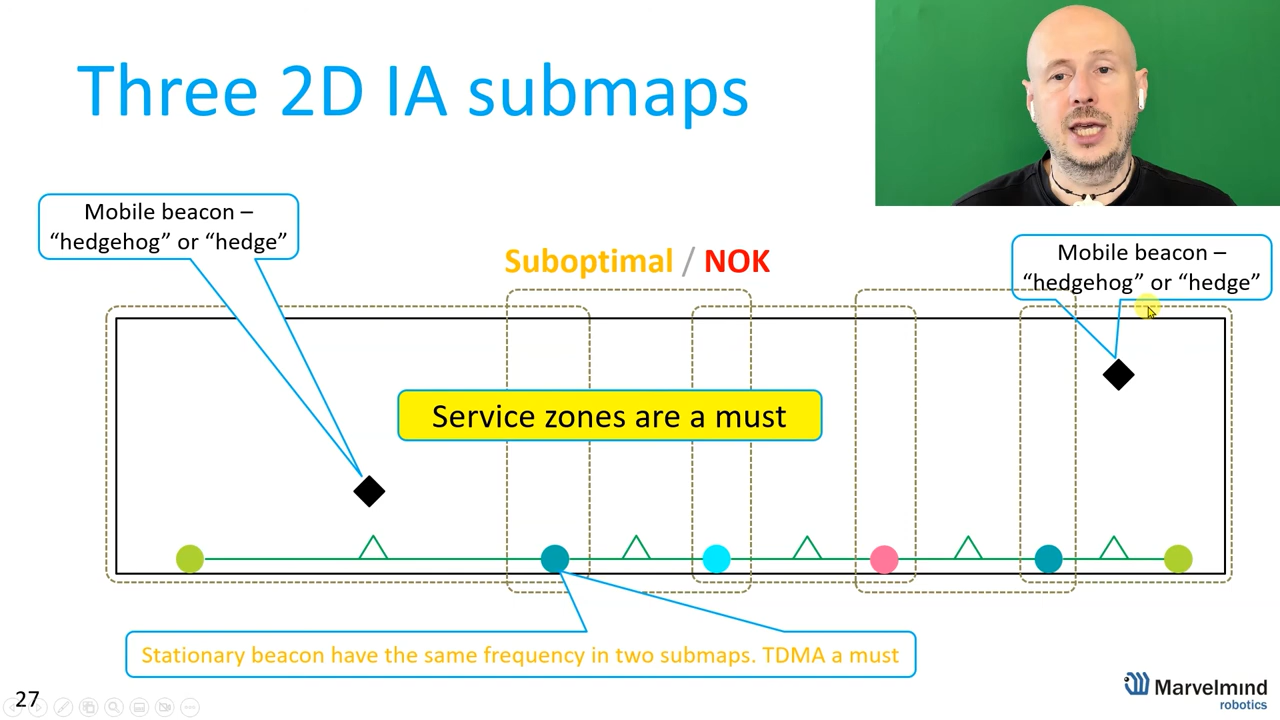 Three 2D IA submaps
Mobile beacon –
“hedgehog” or “hedge”
Suboptimal / NOK
Mobile beacon –
“hedgehog” or “hedge”
Service zones are a must
Stationary beacon have the same frequency in two submaps. TDMA a must
27
Marvelmind
robotics